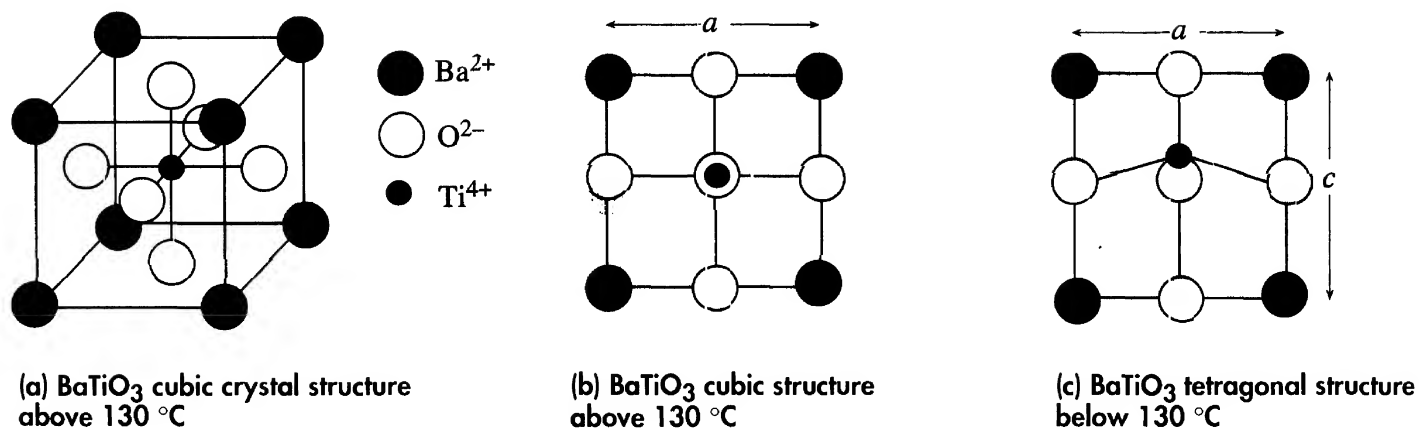 Ba²⁺
O²⁻
Ti⁴⁺
a
a
c
(a) BaTiO₃ cubic crystal structure
above 130 °C
(b) BaTiO₃ cubic structure
above 130 °C
(c) BaTiO₃ tetragonal structure
below 130 °C